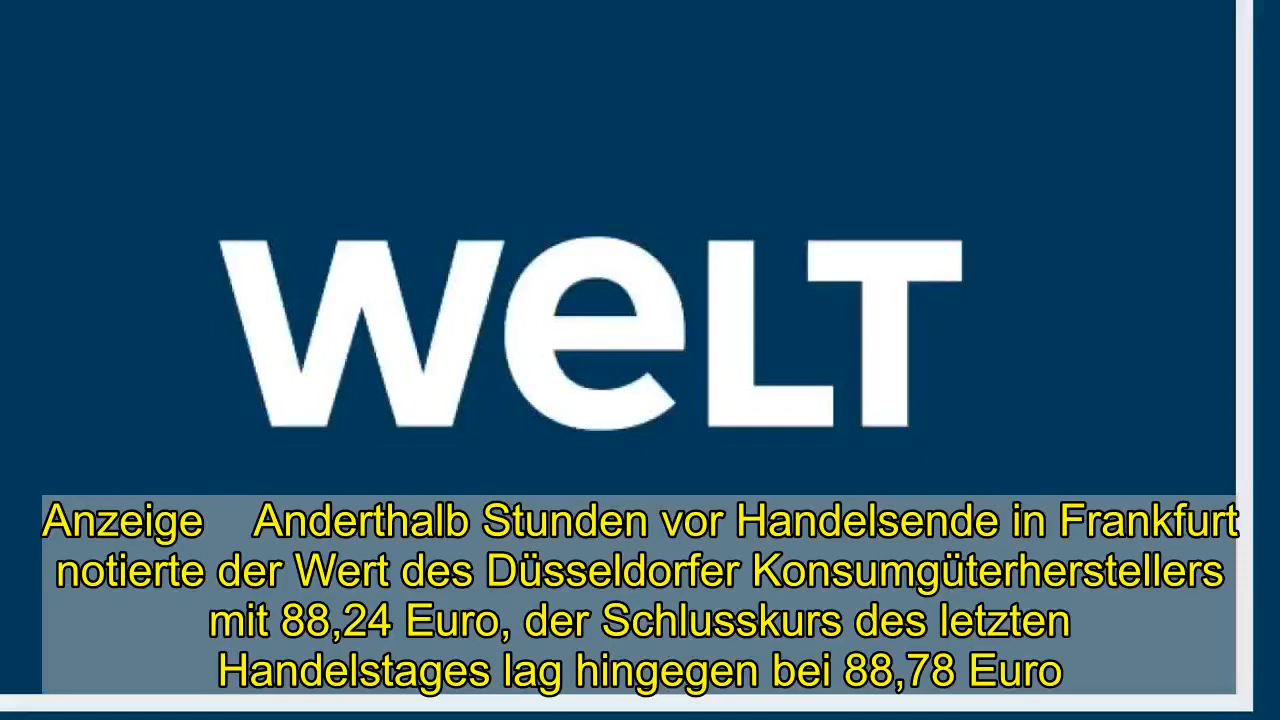 WELT
Anzeige Anderthalb Stunden vor Handelsende in Frankfurt
notierte der Wert des Düsseldorfer Konsumgüterherstellers
mit 88,24 Euro, der Schlusskurs des letzten
Handelstages lag hingegen bei 88,78 Euro